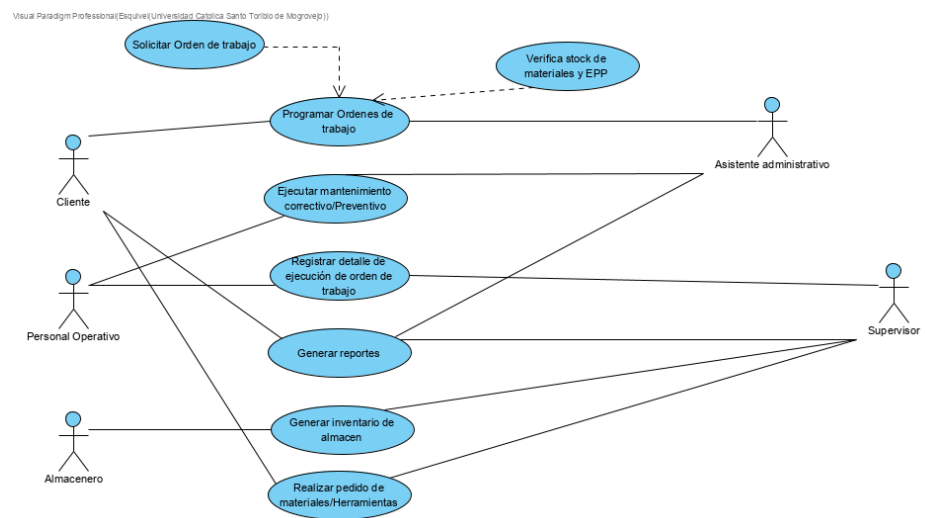 Visual Paradigm Professional(Esquivel(Universidad Catolica Santo Toribio de Mogrovejo))
Solicitar Orden de trabajo
Verifica stock de
materiales y EPP
Programar Ordenes de
trabajo
Asistente administrativo
Cliente
Ejecutar mantenimiento
correctivo/Preventivo
Registrar detalle de
ejecución de orden de
trabajo
Personal Operativo
Supervisor
Generar reportes
Generar inventario de
almacen
Almacenero
Realizar pedido de
materiales/Herramientas